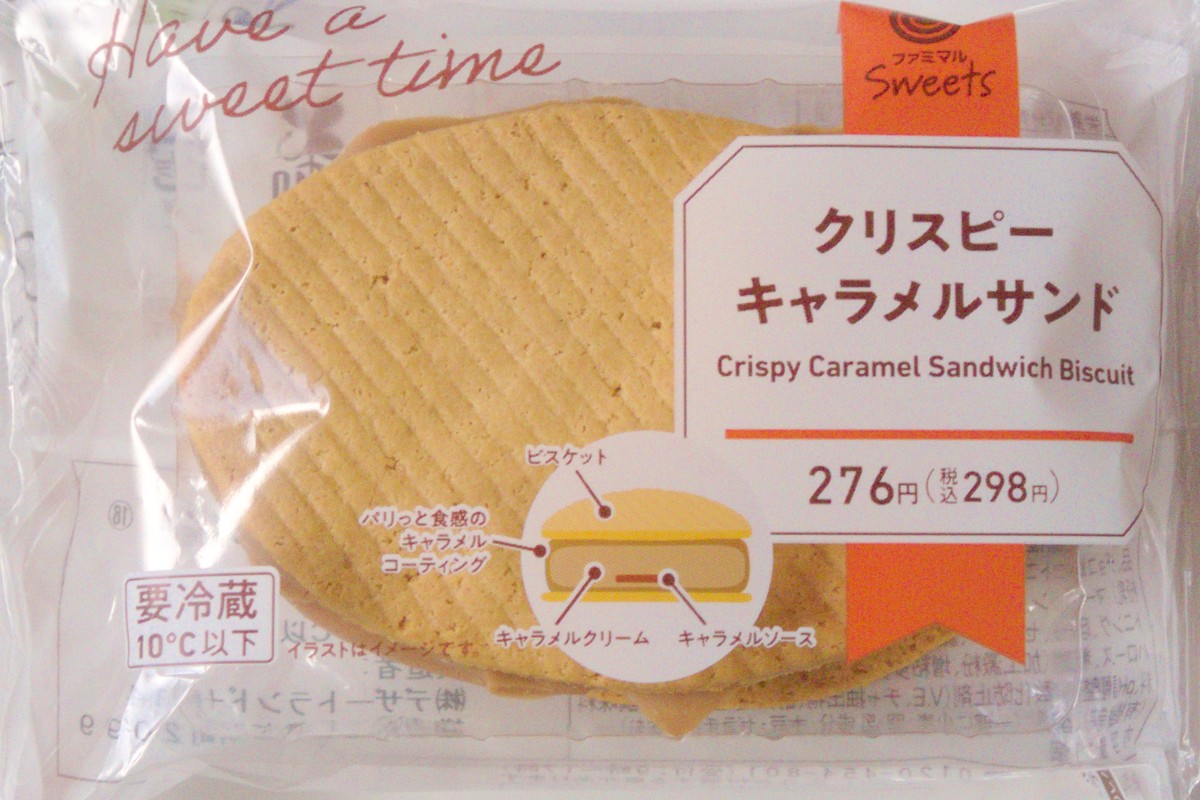 Have a
sweet time
ファミマル
Sweets
クリスピー
キャラメルサンド
Crispy Caramel Sandwich Biscuit
276円(税込298円)
ビスケット
パリっと食感の
キャラメル
コーティング
キャラメルクリーム
キャラメルソース
要冷蔵
10°C以下
イラストはイメージです。